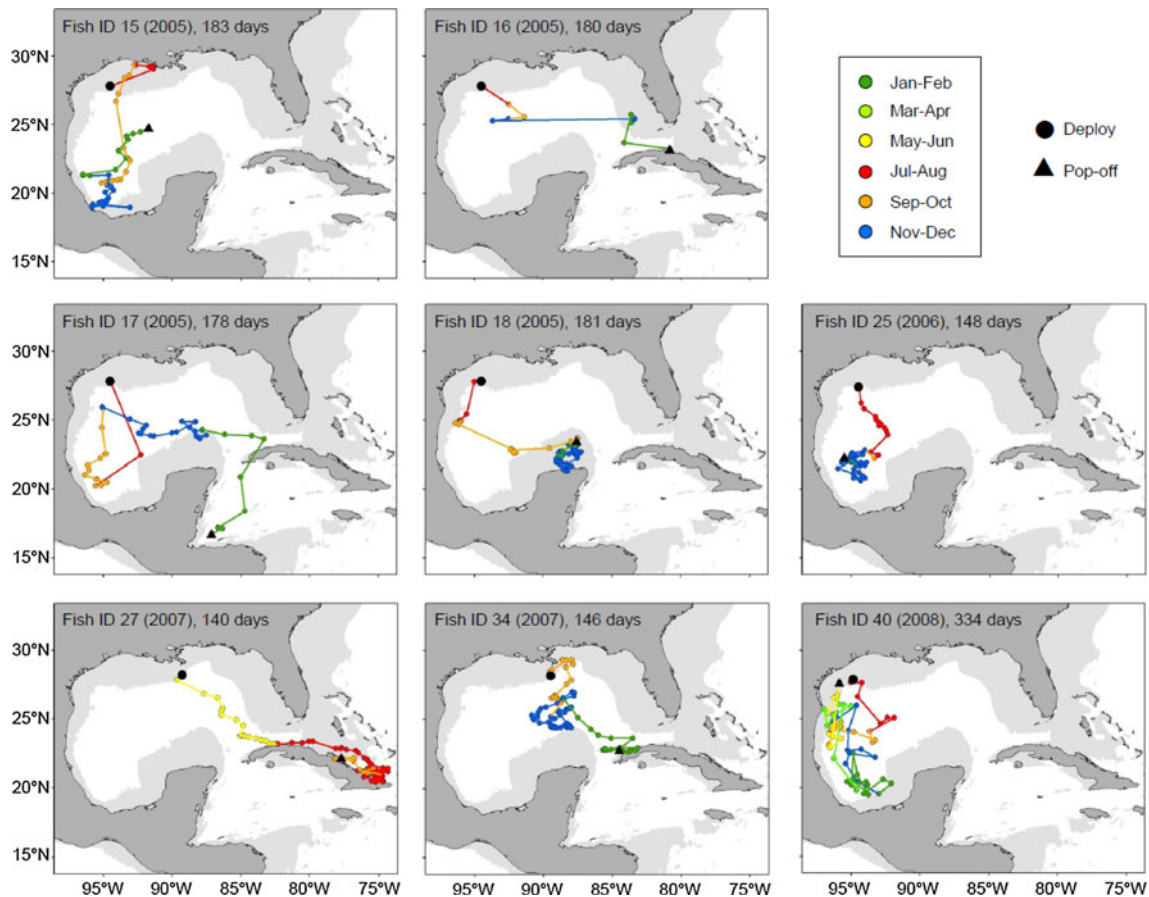 Fish ID 15 (2005), 183 days
Fish ID 16 (2005), 180 days
30°N
25°N
20°N
15°N
Jan-Feb
Mar-Apr
May-Jun
Jul-Aug
Sep-Oct
Nov-Dec
Deploy
Pop-off
Fish ID 17 (2005), 178 days
Fish ID 18 (2005), 181 days
Fish ID 25 (2006), 148 days
30°N
25°N
20°N
15°N
Fish ID 27 (2007), 140 days
Fish ID 34 (2007), 146 days
Fish ID 40 (2008), 334 days
30°N
25°N
20°N
15°N
95°W 90°W 85°W 80°W 75°W
95°W 90°W 85°W 80°W 75°W
95°W 90°W 85°W 80°W 75°W